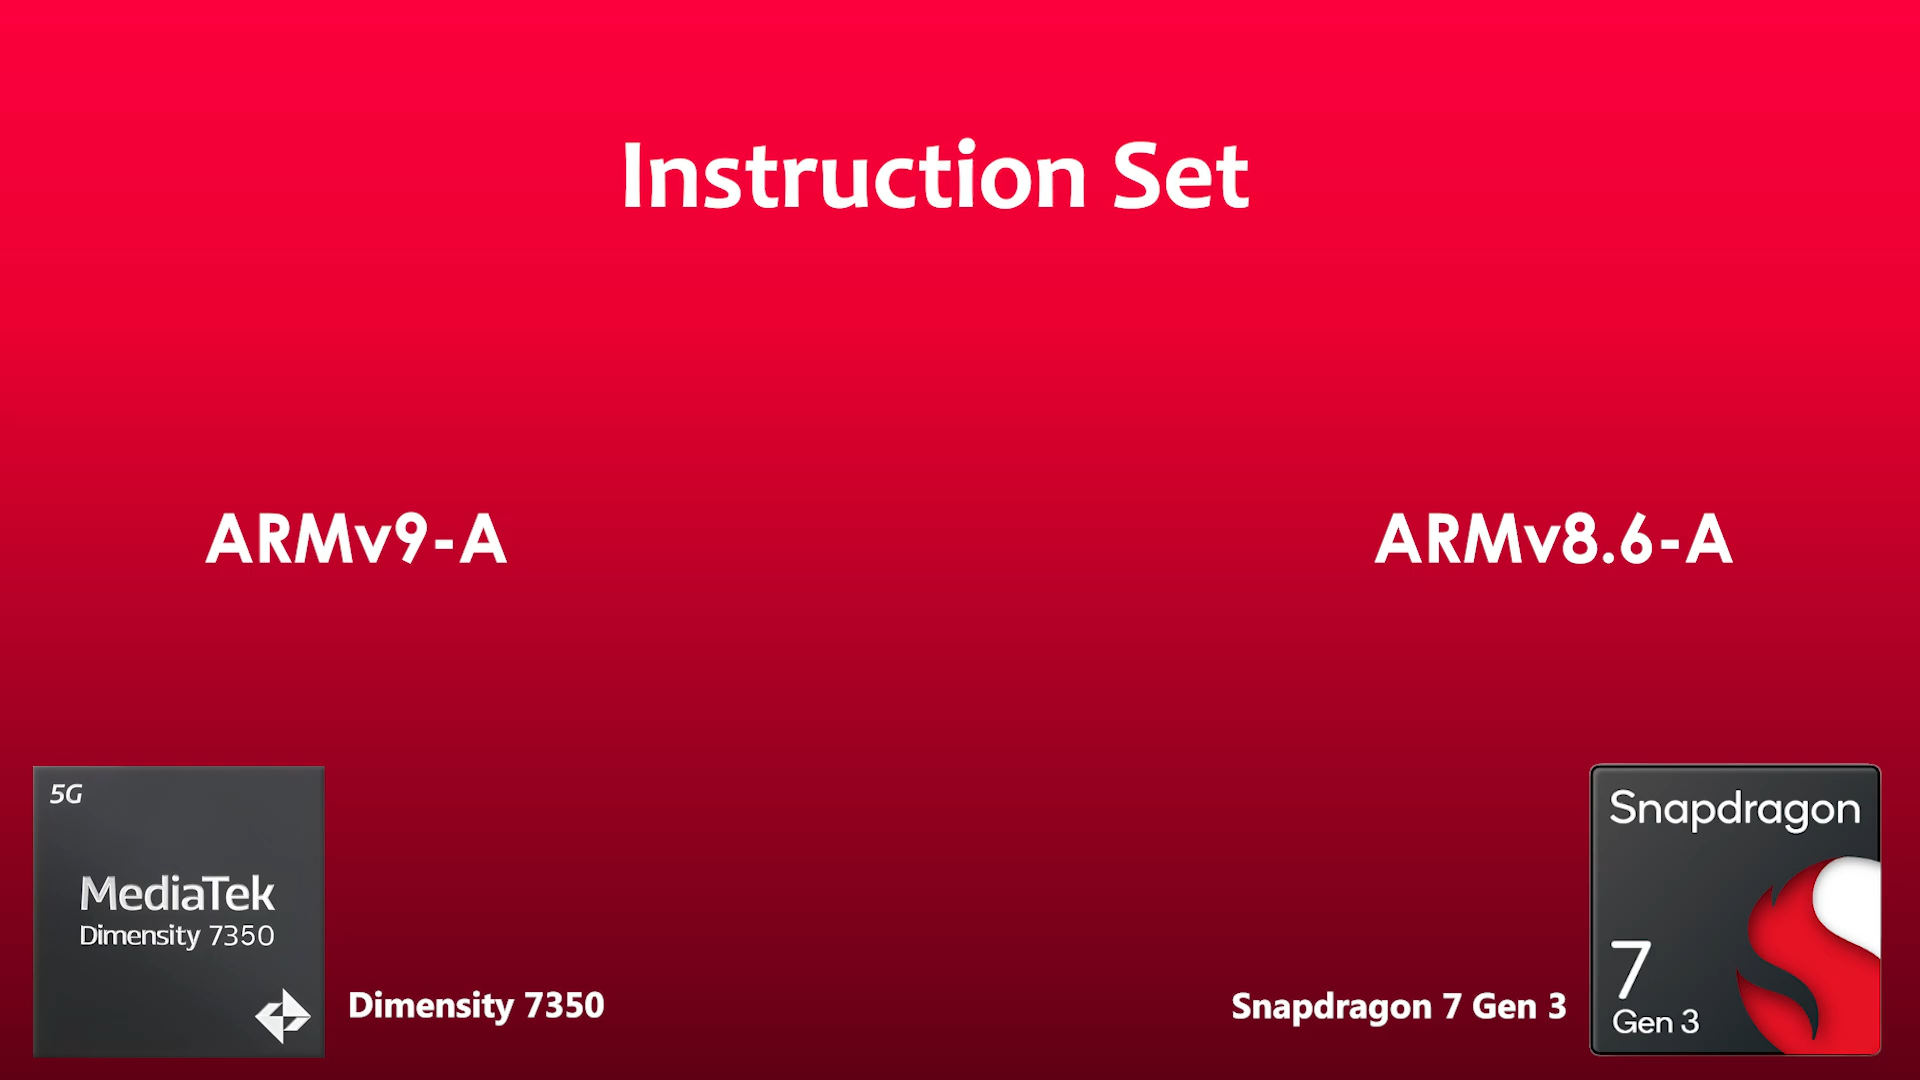 Instruction Set
ARMv9-A
ARMv8.6-A
5G
MediaTek
Dimensity 7350
Dimensity 7350
Snapdragon 7 Gen 3
Snapdragon
7
Gen 3